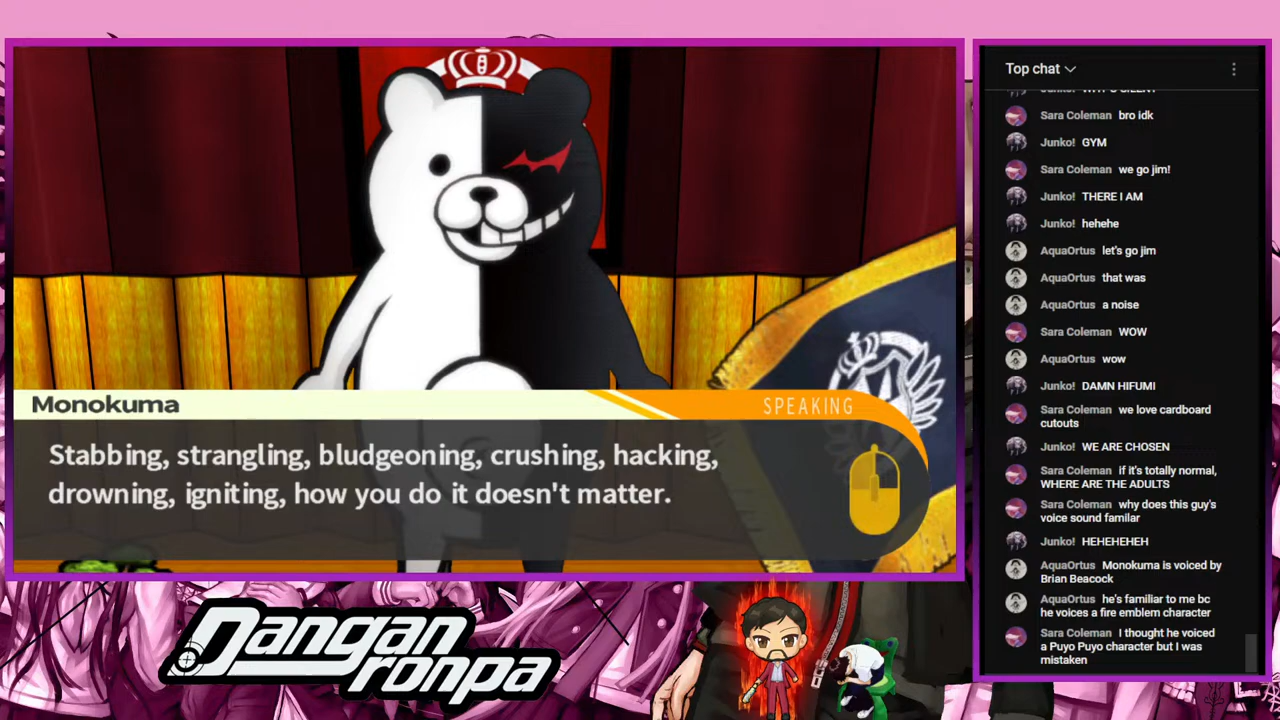 Monokuma
SPEAKING
Stabbing, strangling, bludgeoning, crushing, hacking,
drowning, igniting, how you do it doesn't matter.
Dangan
ronpa
Top chat
Sara Coleman bro idk
Junko! GYM
Sara Coleman we go jim!
Junko! THERE I AM
Junko! hehehe
AquaOrtus let's go jim
AquaOrtus that was
AquaOrtus a noise
Sara Coleman WOW
AquaOrtus wow
Junko! DAMN HIFUMI
Sara Coleman we love cardboard
cutouts
Junko! WE ARE CHOSEN
Sara Coleman if it's totally normal,
WHERE ARE THE ADULTS
Sara Coleman why does this guy's
voice sound familar
Junko! HEHEHEHEH
AquaOrtus Monokuma is voiced by
Brian Beacock
AquaOrtus he's familiar to me bc
he voices a fire emblem character
Sara Coleman I thought he voiced
a Puyo Puyo character but I was
mistaken